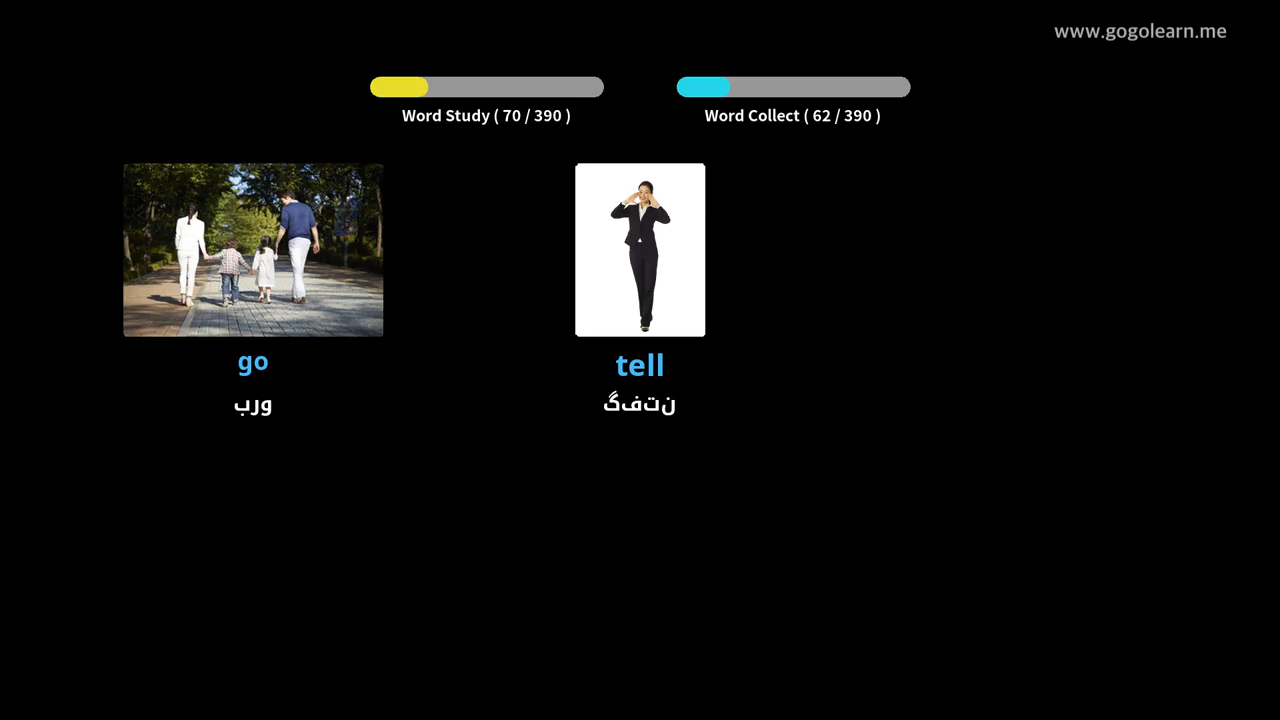 www.gogolearn.me
Word Study ( 70 / 390 )
Word Collect ( 62 / 390 )
go
ورب
tell
نتفگ